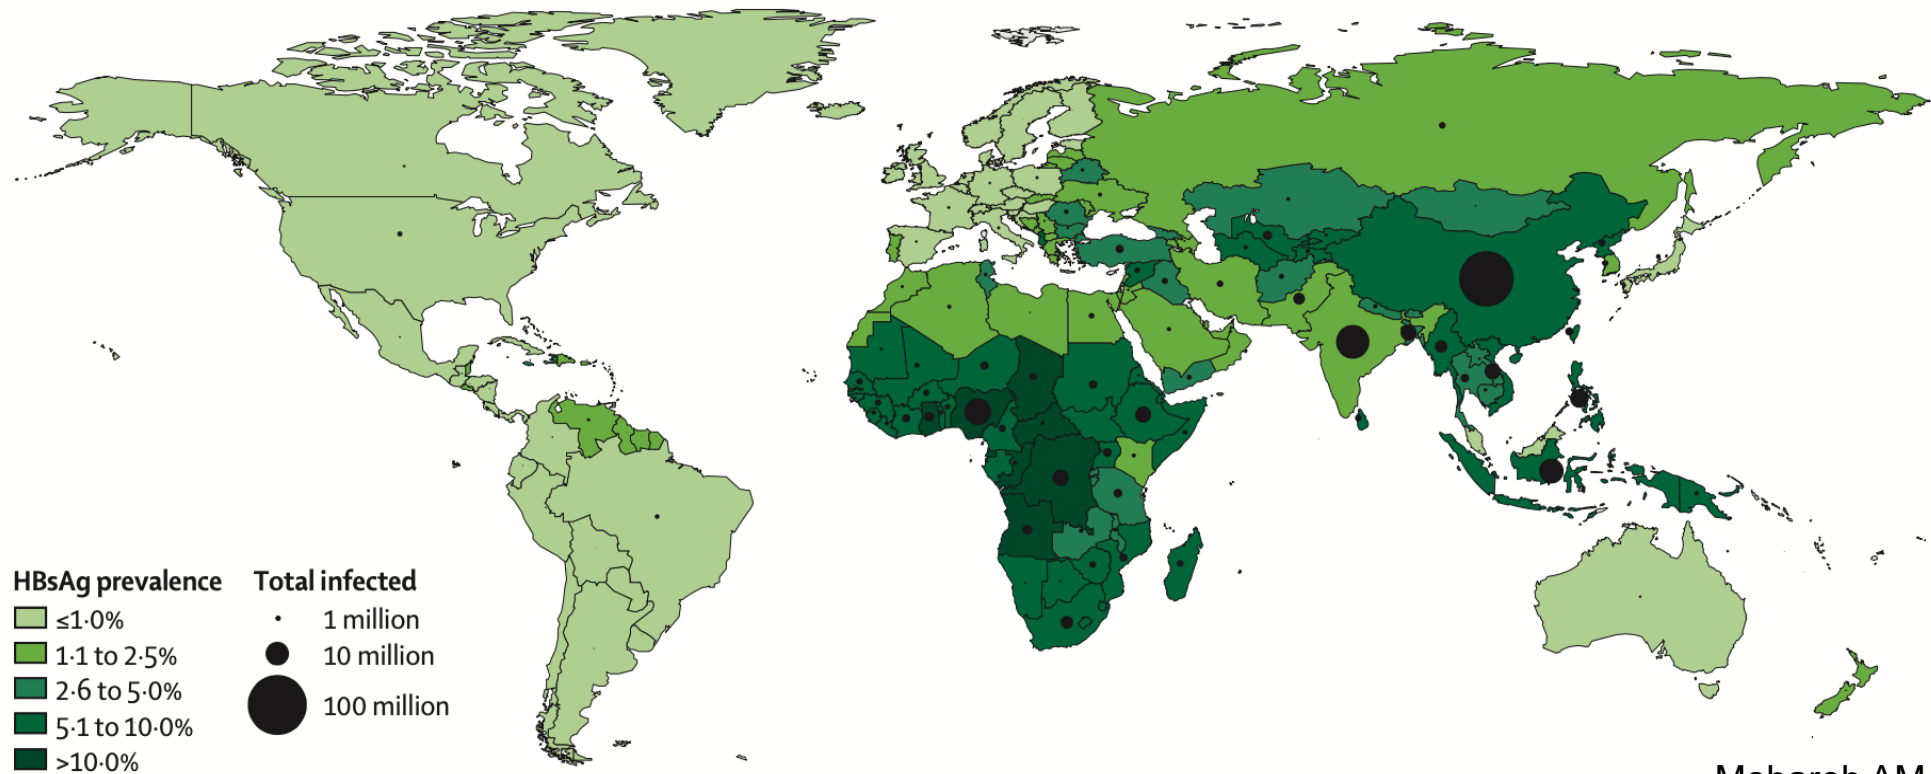 HBsAg prevalence
≤1·0%
1·1 to 2·5%
2·6 to 5·0%
5·1 to 10·0%
>10·0%
Total infected
1 million
10 million
100 million